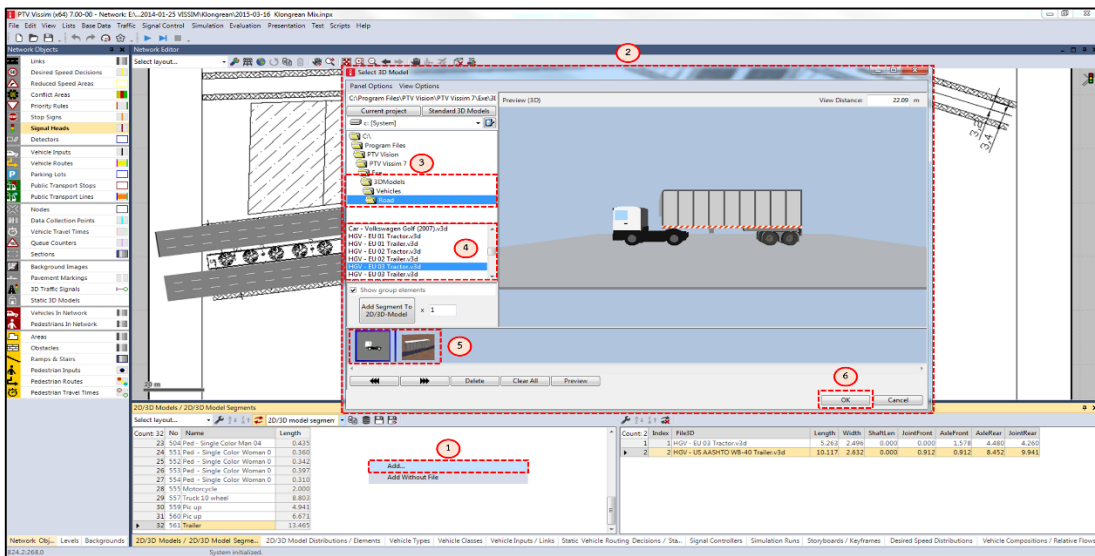 PTV Vissim (x64) 7.00-00 - Network: E:\...2014-01-25 VISSIM\Klongrean\2015-03-16 Klongrean Mix.inpx
File Edit View Lists Base Data Traffic Signal Control Simulation Evaluation Presentation Test Scripts Help
Network Objects
Links
Desired Speed Decisions
Reduced Speed Areas
Conflict Areas
Priority Rules
Stop Signs
Signal Heads
Detectors
Vehicle Inputs
Vehicle Routes
Parking Lots
Public Transport Stops
Public Transport Lines
Nodes
Data Collection Points
Vehicle Travel Times
Queue Counters
Sections
Background Images
Pavement Markings
3D Traffic Signals
Static 3D Models
Vehicles In Network
Pedestrians In Network
Areas
Obstacles
Ramps & Stairs
Pedestrian Inputs
Pedestrian Routes
Pedestrian Travel Times
Network Editor
Select layout...
20 m
3.2
3.4
2
Select 3D Model
Panel Options View Options
C:\Program Files\PTV Vision\PTV Vissim 7\Exe\3D
Current project Standard 3D Models
c: [System]
C:\
Program Files
PTV Vision
PTV Vissim 7
Exe
3DModels
Vehicles
Road
3
Car - Volkswagen Golf (2007).v3d
HGV - EU 01 Tractor.v3d
HGV - EU 01 Trailer.v3d
HGV - EU 02 Tractor.v3d
HGV - EU 02 Trailer.v3d
HGV - EU 03 Tractor.v3d
HGV - EU 03 Trailer.v3d
4
Show group elements
Add Segment To 2D/3D-Model x 1
Preview (3D) View Distance: 22.09 m
5
Delete Clear All Preview
6
OK Cancel
2D/3D Models / 2D/3D Model Segments
Select layout... 2D/3D model segmen
Count: 32 No Name Length
23 504 Ped - Single Color Man 04 0.435
24 551 Ped - Single Color Woman 0 0.360
25 552 Ped - Single Color Woman 0 0.342
26 553 Ped - Single Color Woman 0 0.397
27 554 Ped - Single Color Woman 0 0.310
28 555 Motorcycle 2.000
29 557 Truck 10 wheel 8.803
30 559 Pic up 4.941
31 560 Pic up 6.671
32 561 Trailer 13.465
1
Add...
Add Without File
Count: 2 Index File3D Length Width ShaftLen JointFront AxleFront AxleRear JointRear
1 1 HGV - EU 03 Tractor.v3d 5.263 2.496 0.000 0.000 1.578 4.480 4.260
2 2 HGV - US AASHTO WB-40 Trailer.v3d 10.117 2.632 0.000 0.912 0.912 8.452 9.941
Network Obj... Levels Backgrounds
2D/3D Models / 2D/3D Model Segme... 2D/3D Model Distributions / Elements Vehicle Types Vehicle Classes Vehicle Inputs / Links Static Vehicle Routing Decisions / Sta... Signal Controllers Simulation Runs Storyboards / Keyframes Desired Speed Distributions Vehicle Compositions / Relative Flows
824.2:268.0 System initialized.